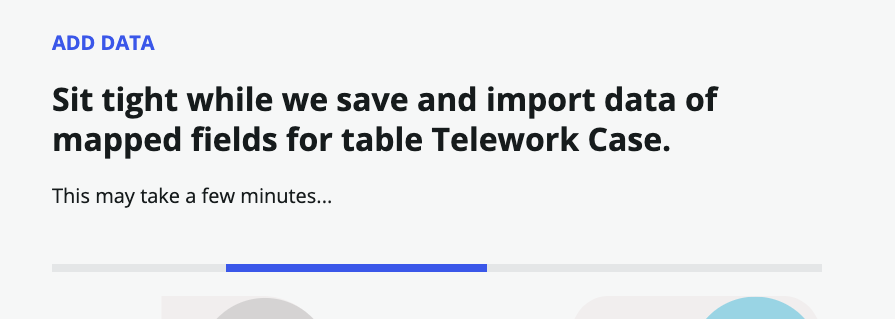 ADD DATA
Sit tight while we save and import data of
mapped fields for table Telework Case.
This may take a few minutes...